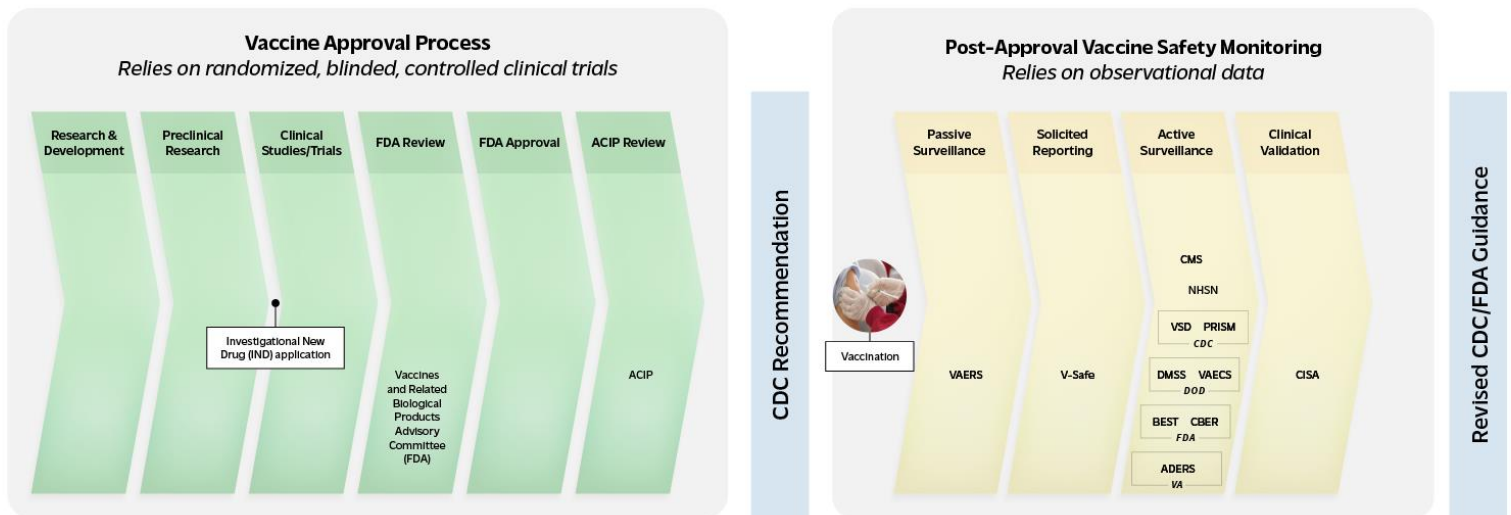 Vaccine Approval Process
Relies on randomized, blinded, controlled clinical trials
Research &
Development
Preclinical
Research
Clinical
Studies/Trials
FDA Review
FDA Approval
ACIP Review
Investigational New
Drug (IND) application
Vaccines
and Related
Biological
Products
Advisory
Committee
(FDA)
ACIP
CDC Recommendation
Post-Approval Vaccine Safety Monitoring
Relies on observational data
Passive
Surveillance
Solicited
Reporting
Active
Surveillance
Clinical
Validation
Vaccination
VAERS
V-Safe
CMS
NHSN
VSD PRISM
CDC
DMSS VAECS
DOD
BEST CBER
FDA
ADERS
VA
CISA
Revised CDC/FDA Guidance